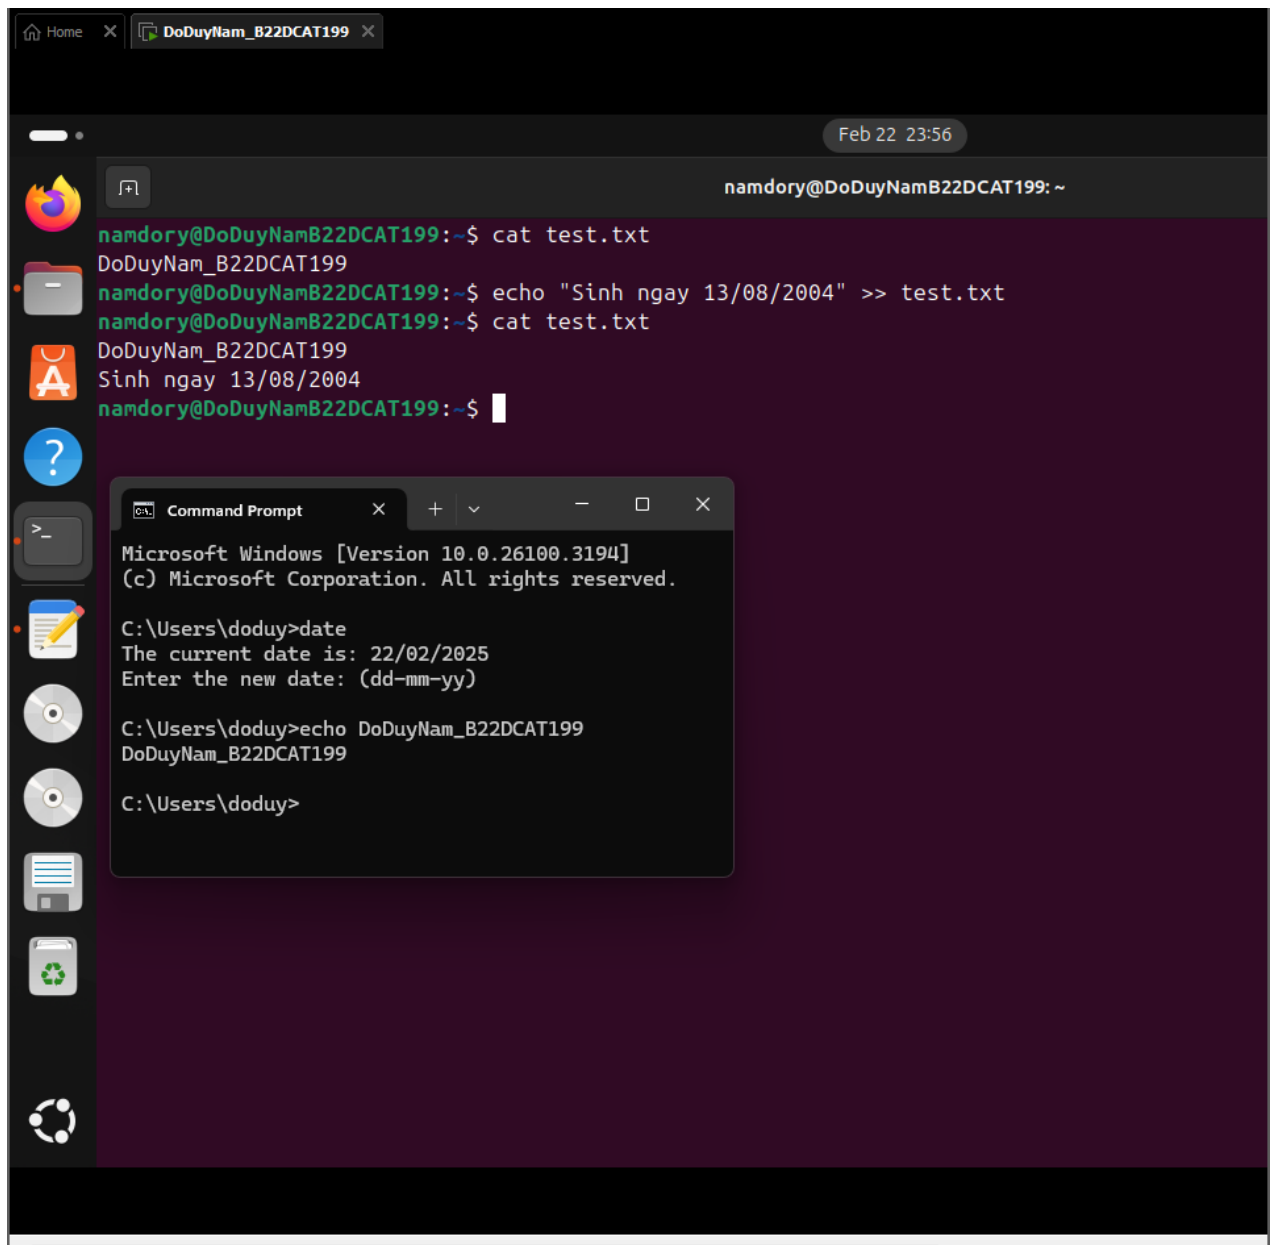 Home
DoDuyNam_B22DCAT199
Feb 22 23:56
namdory@DoDuyNamB22DCAT199: ~
namdory@DoDuyNamB22DCAT199:~$ cat test.txt
DoDuyNam_B22DCAT199
namdory@DoDuyNamB22DCAT199:~$ echo "Sinh ngay 13/08/2004" >> test.txt
namdory@DoDuyNamB22DCAT199:~$ cat test.txt
DoDuyNam_B22DCAT199
Sinh ngay 13/08/2004
namdory@DoDuyNamB22DCAT199:~$
Command Prompt
Microsoft Windows [Version 10.0.26100.3194]
(c) Microsoft Corporation. All rights reserved.
C:\Users\doduy>date
The current date is: 22/02/2025
Enter the new date: (dd-mm-yy)
C:\Users\doduy>echo DoDuyNam_B22DCAT199
DoDuyNam_B22DCAT199
C:\Users\doduy>